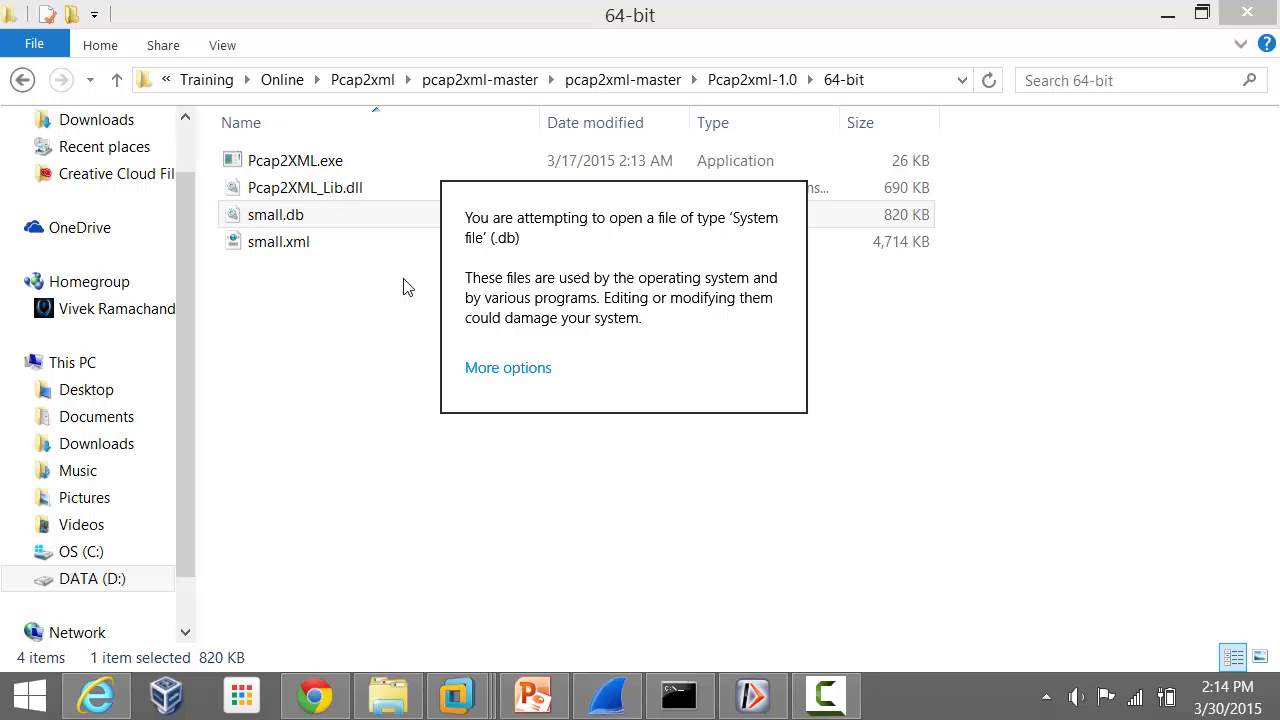 64-bit
File
Home
Share
View
« Training
Online
Pcap2xml
pcap2xml-master
pcap2xml-master
Pcap2xml-1.0
64-bit
Search 64-bit
Name
Date modified
Type
Size
Downloads
Recent places
Creative Cloud Fil
OneDrive
Homegroup
Vivek Ramachand
This PC
Desktop
Documents
Downloads
Music
Pictures
Videos
OS (C:)
DATA (D:)
Network
Pcap2XML.exe
3/17/2015 2:13 AM
Application
26 KB
Pcap2XML_Lib.dll
ns...
690 KB
small.db
820 KB
small.xml
4,714 KB
You are attempting to open a file of type ‘System
file’ (.db)
These files are used by the operating system and
by various programs. Editing or modifying them
could damage your system.
More options
4 items
1 item selected 820 KB
2:14 PM
3/30/2015